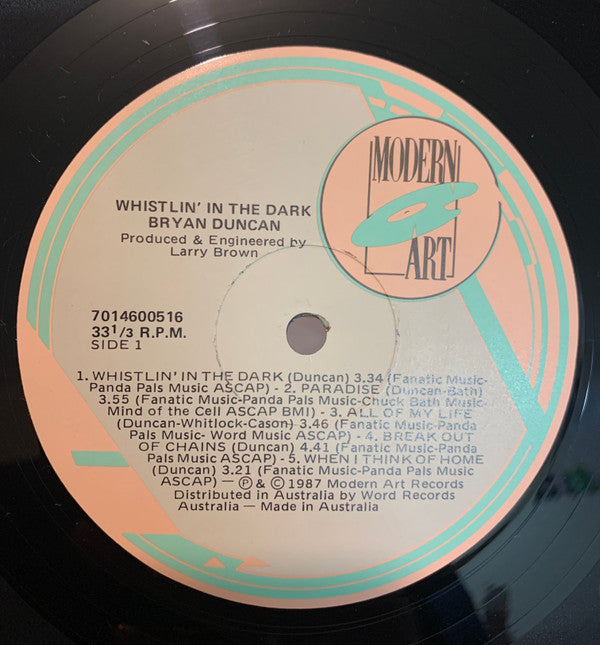 MODERN
ART
WHISTLIN' IN THE DARK
BRYAN DUNCAN
Produced & Engineered by
Larry Brown
7014600516
33 1/3 R.P.M.
SIDE 1
1. WHISTLIN' IN THE DARK (Duncan) 3.34 (Fanatic Music-
Panda Pals Music ASCAP) - 2. PARADISE (Duncan-Bath)
3.55 (Fanatic Music-Panda Pals Music-Chuck Bath Music-
Mind of the Cell ASCAP BMI) - 3. ALL OF MY LIFE
(Duncan-Whitlock-Cason) 3.46 (Fanatic Music-Panda
Pals Music- Word Music ASCAP) - 4. BREAK OUT
OF CHAINS (Duncan) 4.41 (Fanatic Music-Panda
Pals Music ASCAP) - 5. WHEN I THINK OF HOME
(Duncan) 3.21 (Fanatic Music-Panda Pals Music
ASCAP) — Ⓟ & © 1987 Modern Art Records
Distributed in Australia by Word Records
Australia — Made in Australia